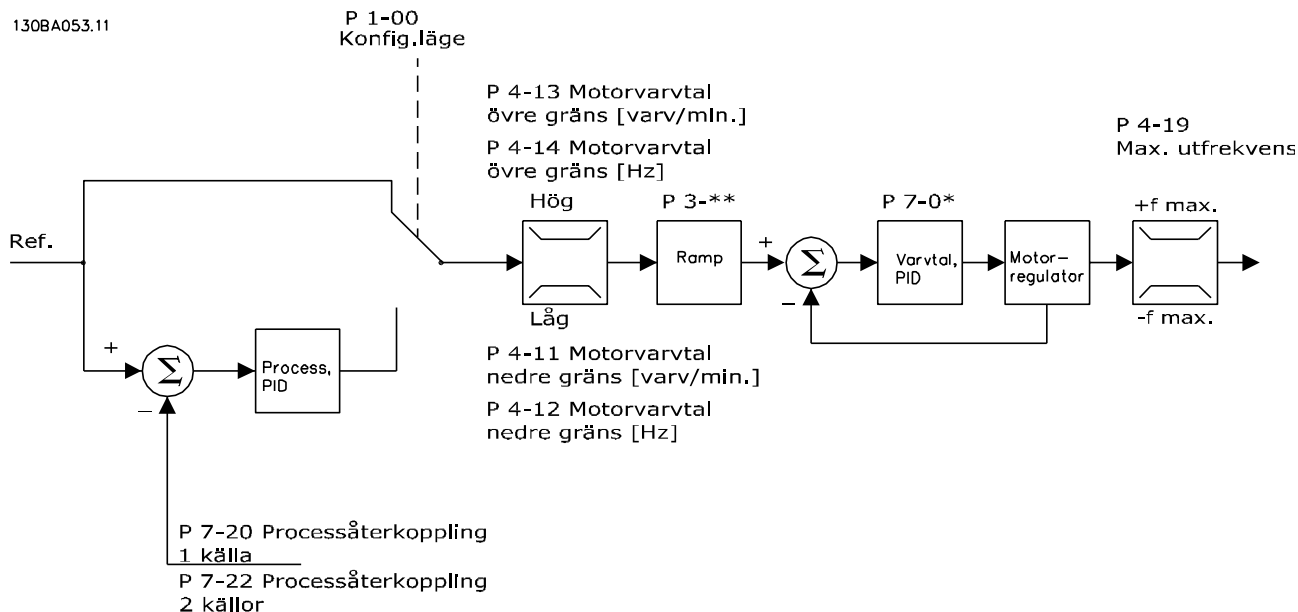 130BA053.11
P 1-00
Konfig.läge
P 4-13 Motorvarvtal
övre gräns [varv/min.]
P 4-14 Motorvarvtal
övre gräns [Hz]
P 4-19
Max. utfrekvens
Hög
P 3-**
P 7-0*
+f max.
Ref.
Ramp
+
Σ
−
Varvtal,
PID
Motor-
regulator
Låg
-f max.
+
Σ
−
Process,
PID
P 4-11 Motorvarvtal
nedre gräns [varv/min.]
P 4-12 Motorvarvtal
nedre gräns [Hz]
P 7-20 Processåterkoppling
1 källa
P 7-22 Processåterkoppling
2 källor